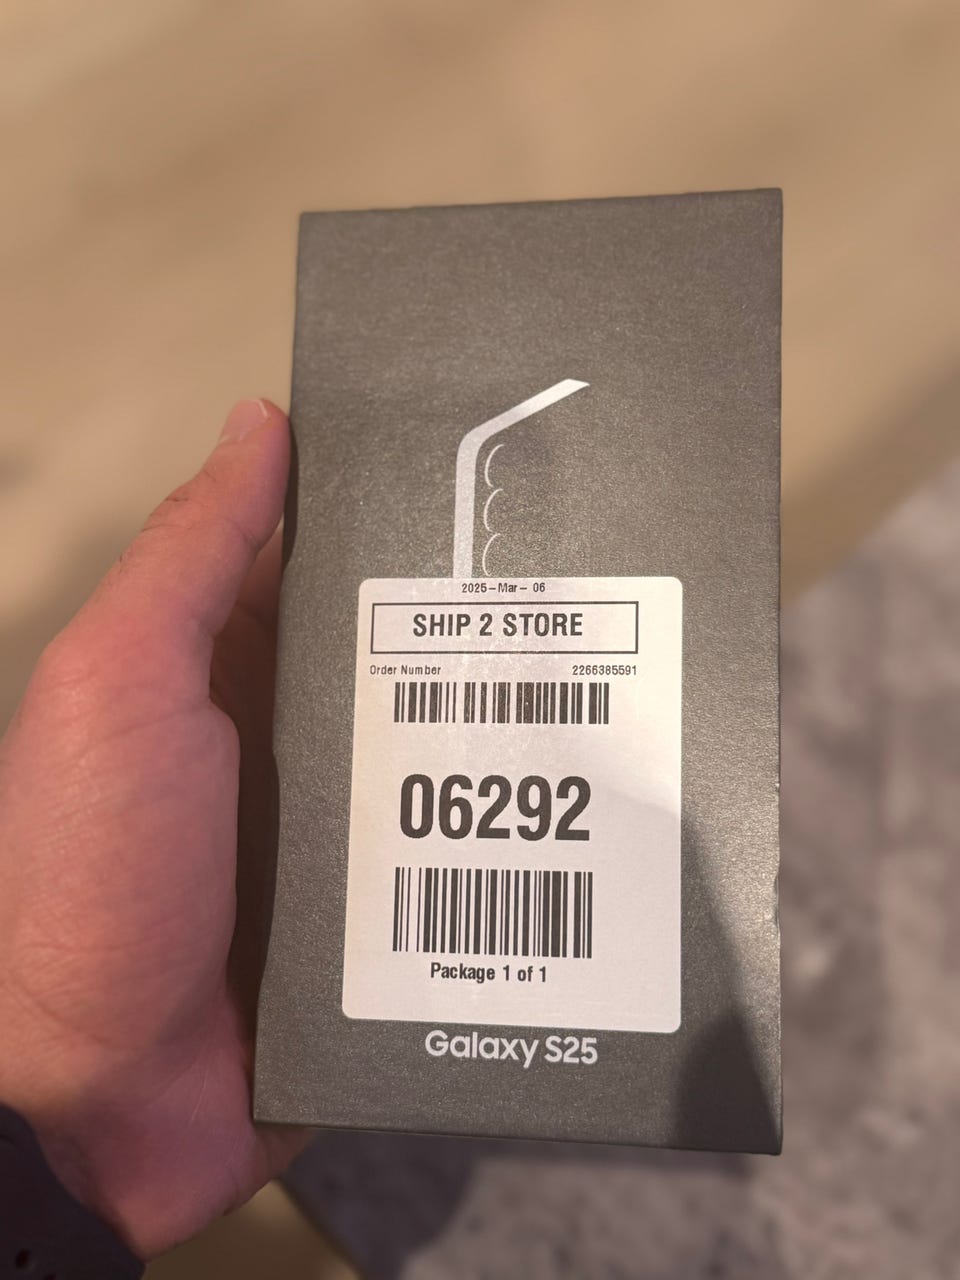 2025-Mar- 06
SHIP 2 STORE
Order Number 2266385591
06292
Package 1 of 1
Galaxy S25